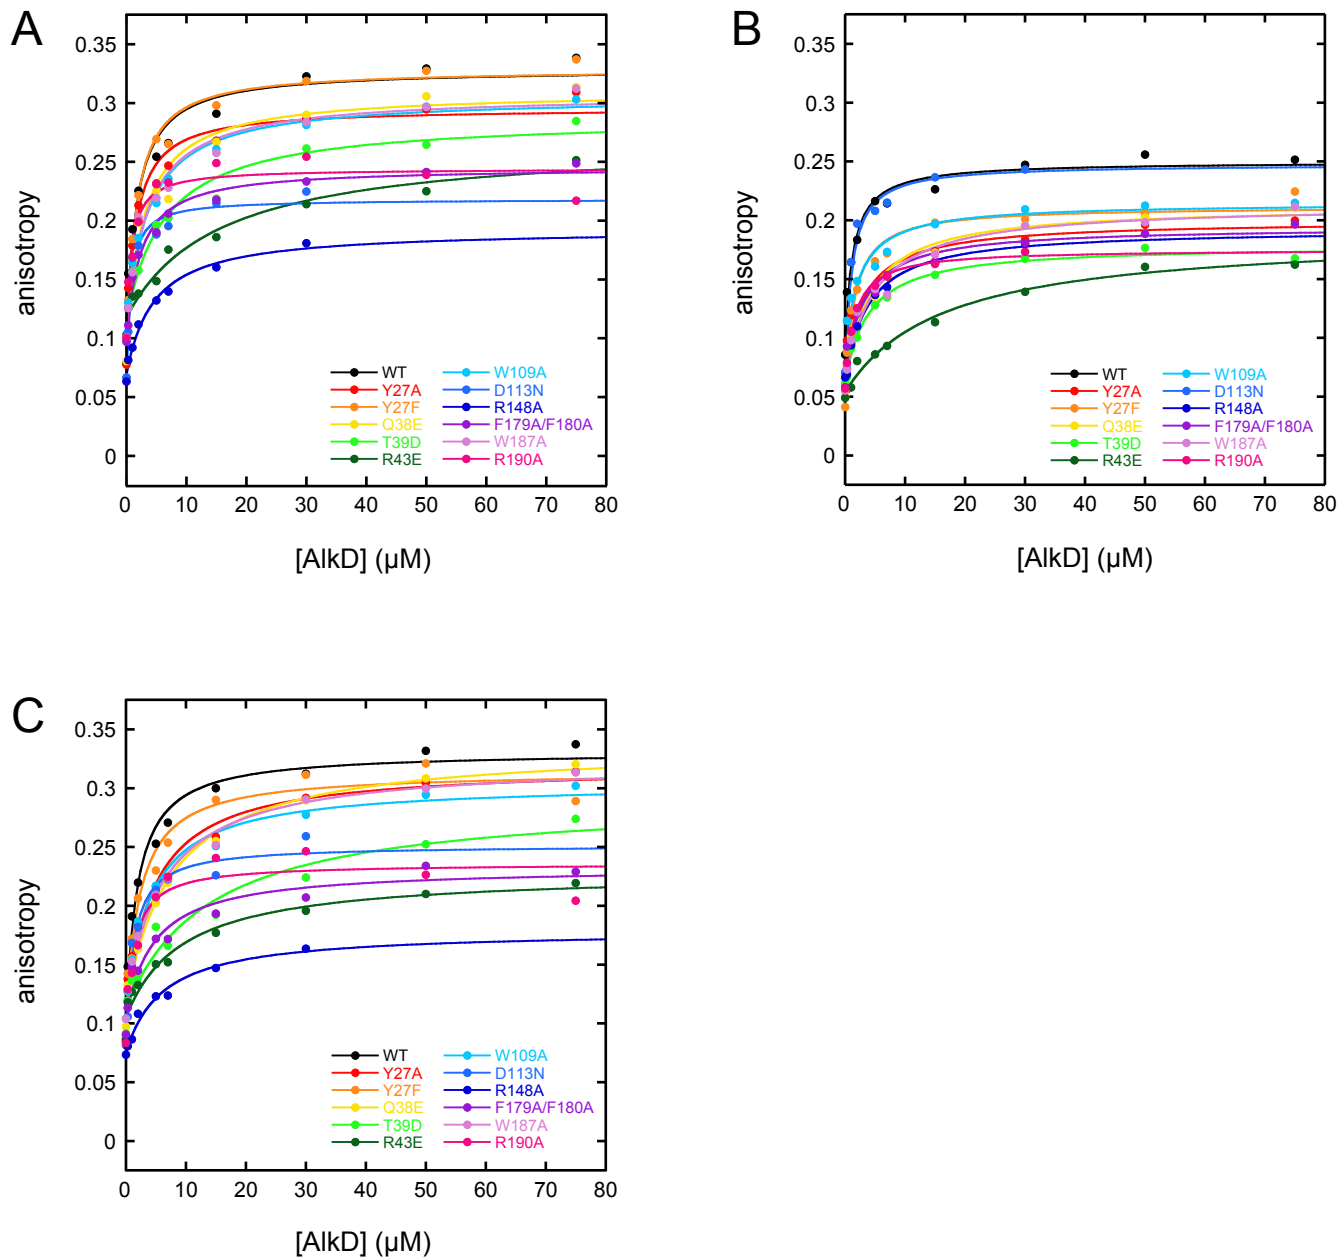 A
0.35
0.3
0.25
0.2
0.15
0.1
0.05
0
anisotropy
WT
Y27A
Y27F
Q38E
T39D
R43E
W109A
D113N
R148A
F179A/F180A
W187A
R190A
0 10 20 30 40 50 60 70 80
[AlkD] (μM)
B
0.35
0.3
0.25
0.2
0.15
0.1
0.05
0
anisotropy
WT
Y27A
Y27F
Q38E
T39D
R43E
W109A
D113N
R148A
F179A/F180A
W187A
R190A
0 10 20 30 40 50 60 70 80
[AlkD] (μM)
C
0.35
0.3
0.25
0.2
0.15
0.1
0.05
0
anisotropy
WT
Y27A
Y27F
Q38E
T39D
R43E
W109A
D113N
R148A
F179A/F180A
W187A
R190A
0 10 20 30 40 50 60 70 80
[AlkD] (μM)